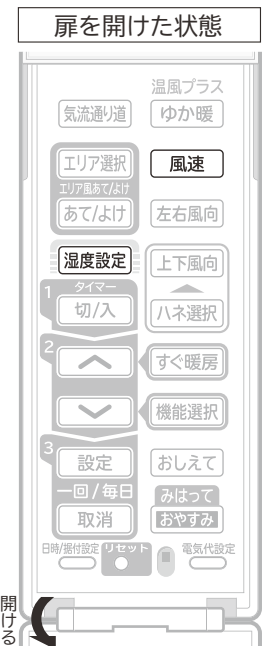 扉を開けた状態
温風プラス
気流通り道 ゆか暖
エリア選択 風速
エリア風あて/よけ
あて/よけ 左右風向
湿度設定 上下風向
1 タイマー
切/入 ハネ選択
2
すぐ暖房
機能選択
3
設定 おしえて
一回/毎日 みはって
取消 おやすみ
日時/据付設定 リセット 電気代設定
開ける